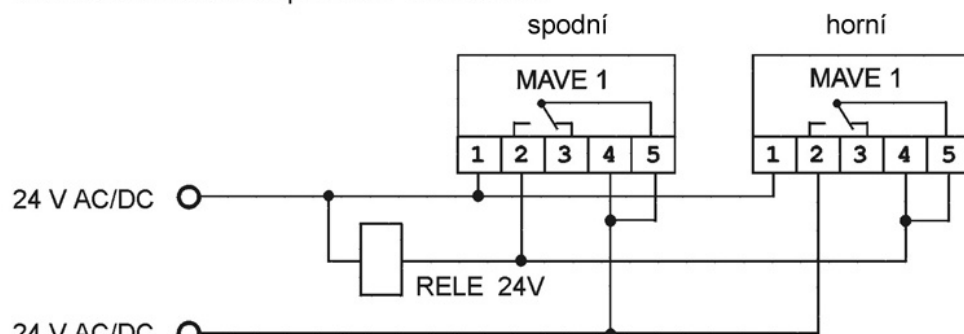 spodní
horní
MAVE 1
MAVE 1
1 2 3 4 5
1 2 3 4 5
24 V AC/DC
RELE 24V
24 V AC/DC